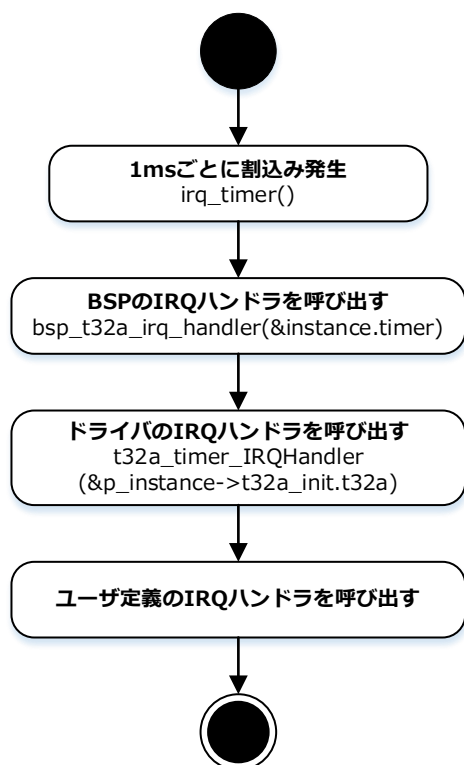 1msごとに割込み発生
irq_timer()
BSPのIRQハンドラを呼び出す
bsp_t32a_irq_handler(&instance.timer)
ドライバのIRQハンドラを呼び出す
t32a_timer_IRQHandler
(&p_instance->t32a_init.t32a)
ユーザ定義のIRQハンドラを呼び出す